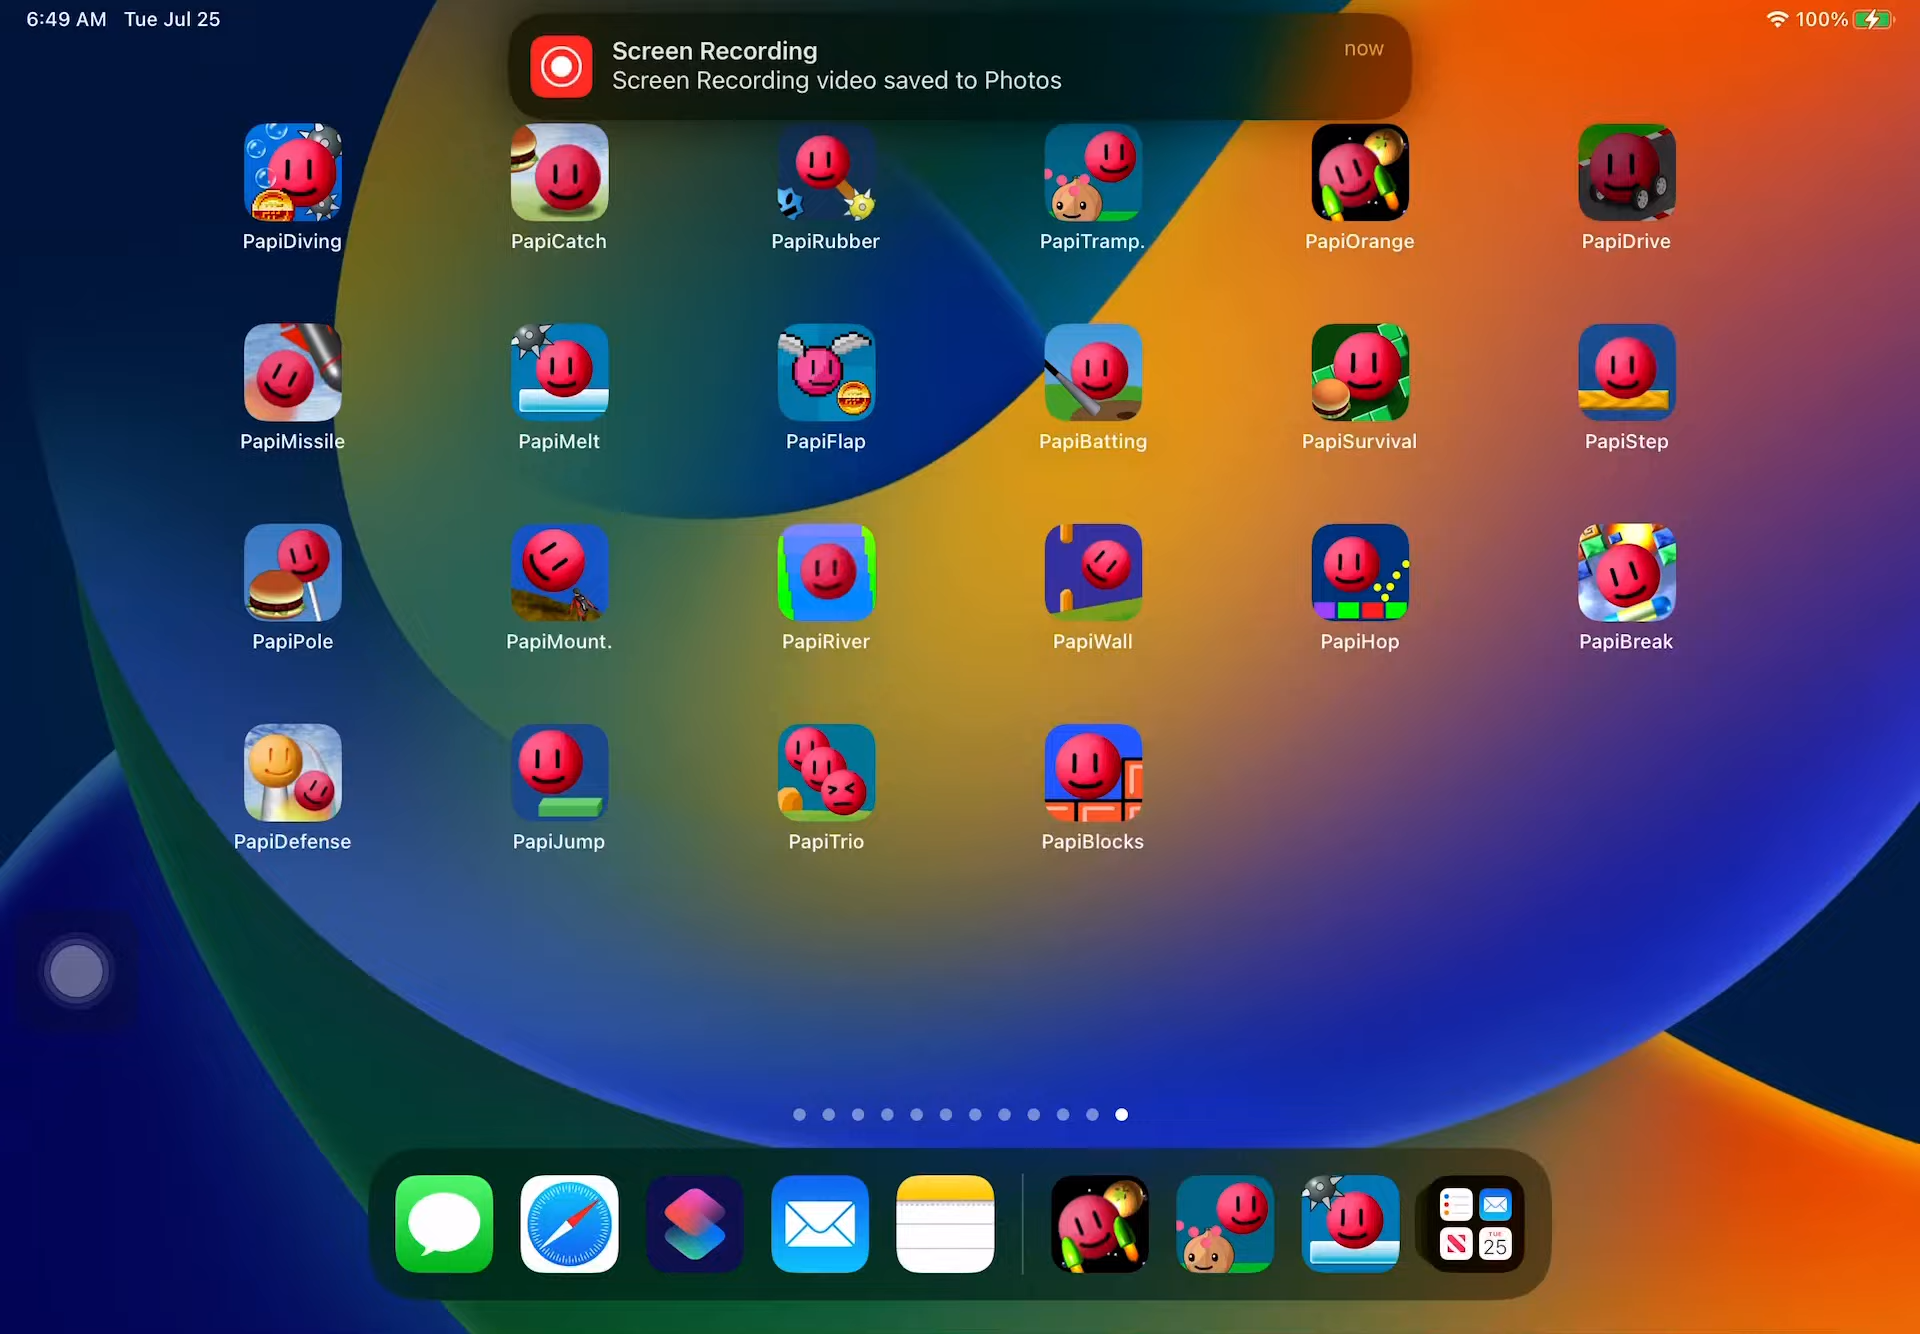 6:49 AM Tue Jul 25
100%
Screen Recording
now
Screen Recording video saved to Photos
PapiDiving
PapiCatch
PapiRubber
PapiTramp.
PapiOrange
PapiDrive
PapiMissile
PapiMelt
PapiFlap
PapiBatting
PapiSurvival
PapiStep
PapiPole
PapiMount.
PapiRiver
PapiWall
PapiHop
PapiBreak
PapiDefense
PapiJump
PapiTrio
PapiBlocks
TUE
25